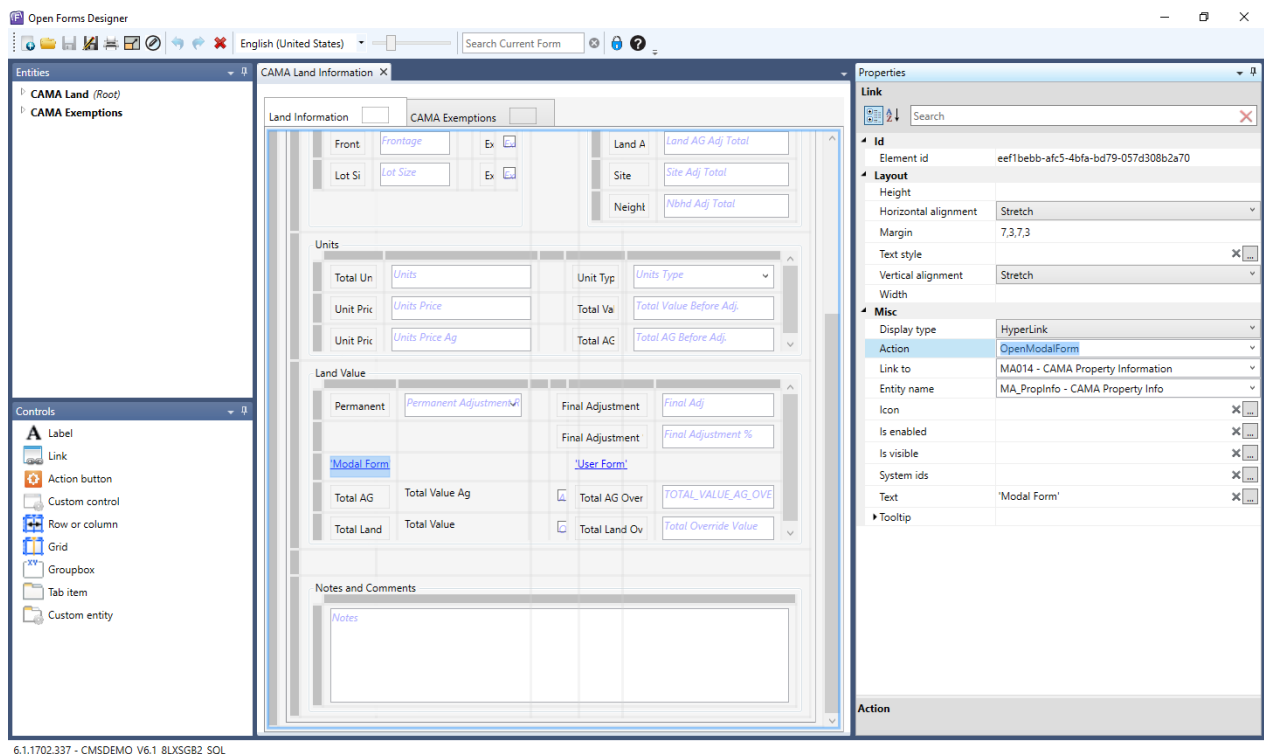 Open Forms Designer
English (United States)
Search Current Form
Entities
CAMA Land (Root)
CAMA Exemptions
Controls
Label
Link
Action button
Custom control
Row or column
Grid
Groupbox
Tab item
Custom entity
CAMA Land Information
Land Information
CAMA Exemptions
Front Frontage Ex Ex Land A Land AG Adj Total
Lot Si Lot Size Ex Ex Site Site Adj Total
Neight Nbhd Adj Total
Units
Total Un Units Unit Typ Units Type
Unit Pric Units Price Total Val Total Value Before Adj.
Unit Pric Units Price Ag Total AG Total AG Before Adj.
Land Value
Permanent Permanent Adjustment R Final Adjustment Final Adj
Final Adjustment Final Adjustment %
'Modal Form' 'User Form'
Total AG Total Value Ag A Total AG Over TOTAL_VALUE_AG_OVE
Total Land Total Value O Total Land Ov Total Override Value
Notes and Comments
Notes
Properties
Link
Search
Id
Element id eef1bebb-afc5-4bfa-bd79-057d308b2a70
Layout
Height
Horizontal alignment Stretch
Margin 7,3,7,3
Text style
Vertical alignment Stretch
Width
Misc
Display type HyperLink
Action OpenModalForm
Link to MA014 - CAMA Property Information
Entity name MA_PropInfo - CAMA Property Info
Icon
Is enabled
Is visible
System ids
Text 'Modal Form'
Tooltip
Action
6.1.1702.337 - CMSDEMO_V6.1_8LXSGB2_SQL